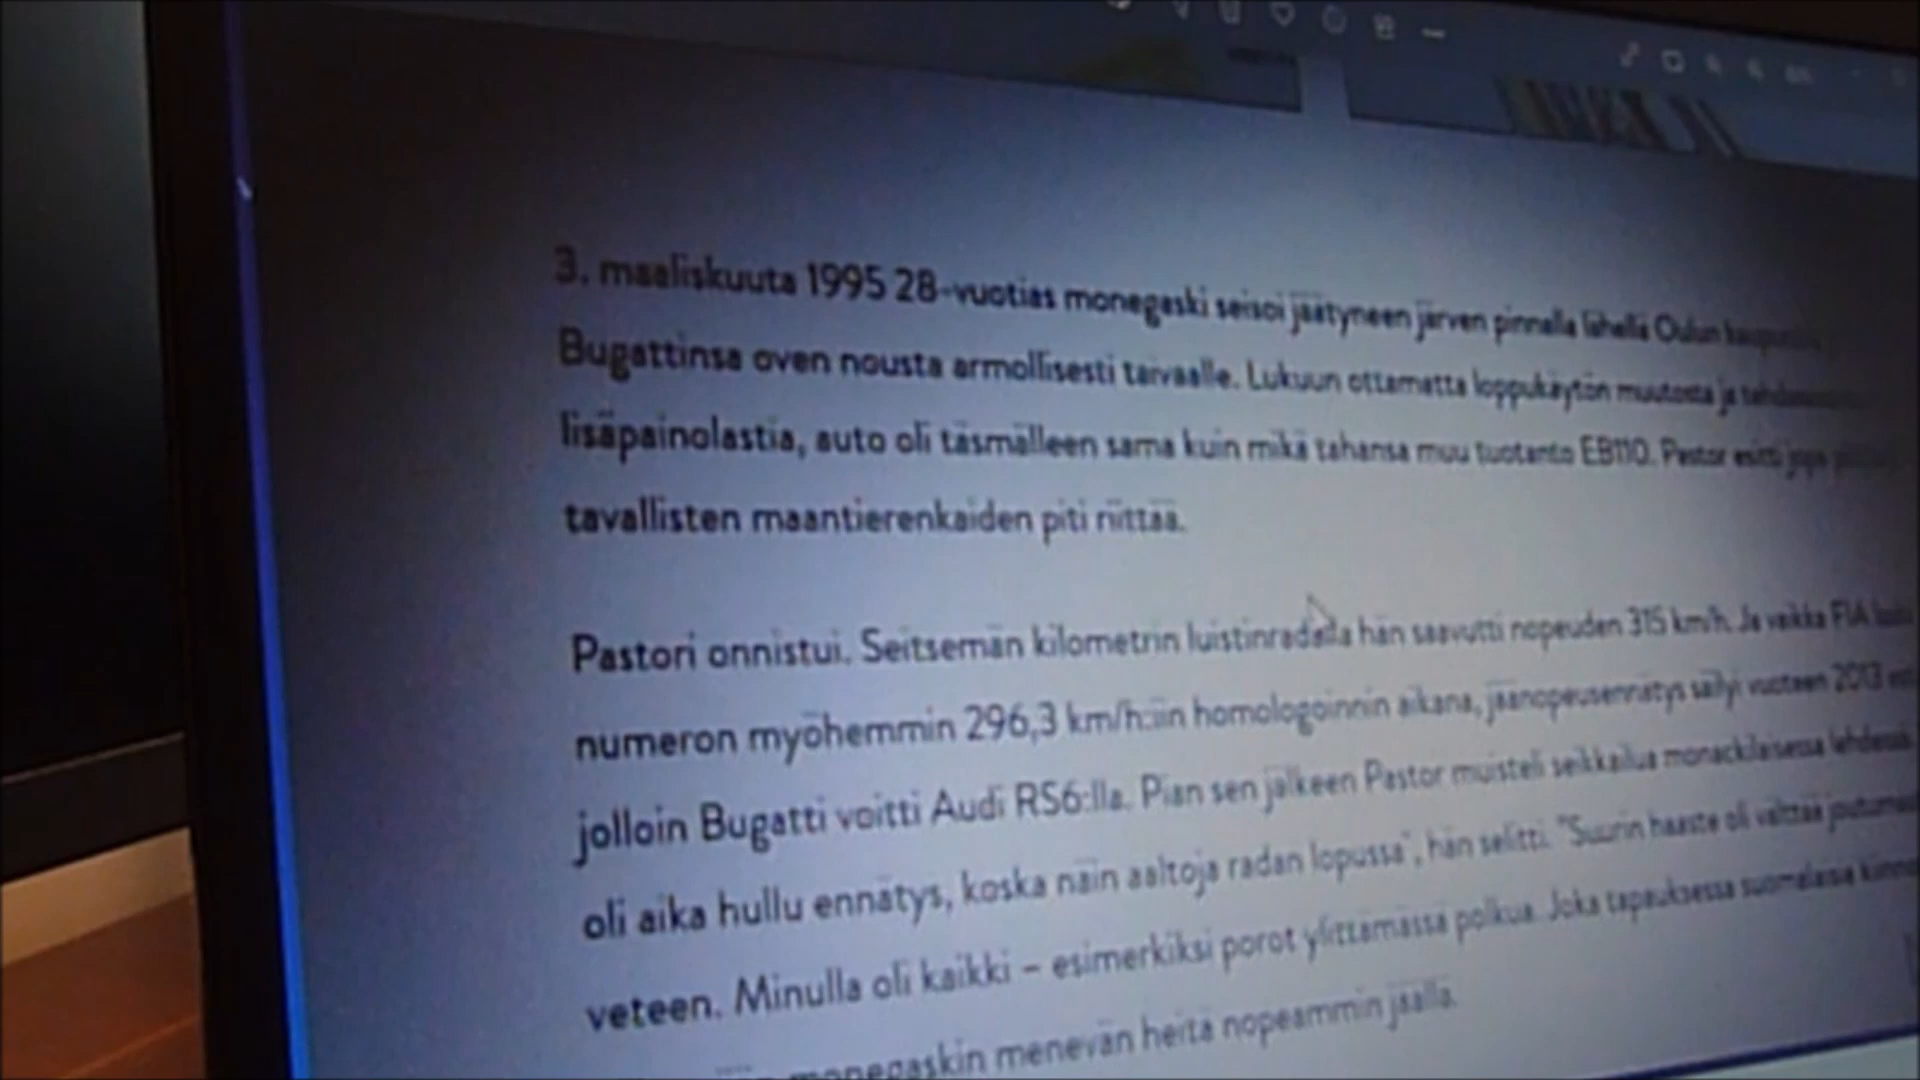 3. maaliskuuta 1995 28-vuotias monegaski seisoi jäätyneen järven pinnalla lähellä Oulun
Bugattinsa oven nousta armollisesti taivaalle. Lukuun ottamatta loppukäytön muutosta ja
lisäpainolastia, auto oli täsmälleen sama kuin mikä tahansa muu tuotanto EB110. Pastor esitti jopa
tavallisten maantierenkaiden piti riittää.
Pastori onnistui. Seitsemän kilometrin luistinradalla hän saavutti nopeuden 315 km/h. Ja vaikka FIA
numeron myöhemmin 296,3 km/h:iin homologoinnin aikana, jäänopeusennätys säilyi vuoteen 2013
jolloin Bugatti voitti Audi RS6:lla. Pian sen jälkeen Pastor muisteli seikkailua monackilaisessa lehdessä.
oli aika hullu ennätys, koska näin aaltoja radan lopussa", hän selitti. "Suurin haaste oli välttää
veteen. Minulla oli kaikki – esimerkiksi porot ylittämässä polkua. Joka tapauksessa suomalaisia
monegaskin menevän heitä nopeammin jäällä.